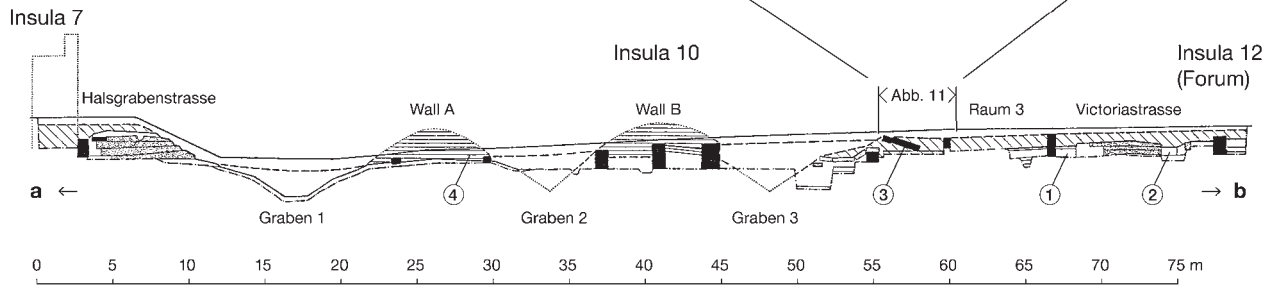 Insula 7
Insula 10
Insula 12
(Forum)
Halsgrabenstrasse
Wall A
Wall B
Abb. 11
Raum 3
Victoriastrasse
a ←
4
3
1
2
→ b
Graben 1
Graben 2
Graben 3
0 5 10 15 20 25 30 35 40 45 50 55 60 65 70 75 m